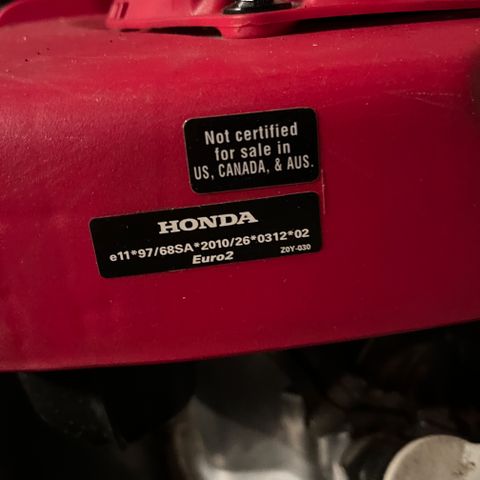 Not certified
for sale in
US, CANADA, & AUS.
HONDA
e11*97/68SA*2010/26*0312*02
Euro2
Z0Y-030